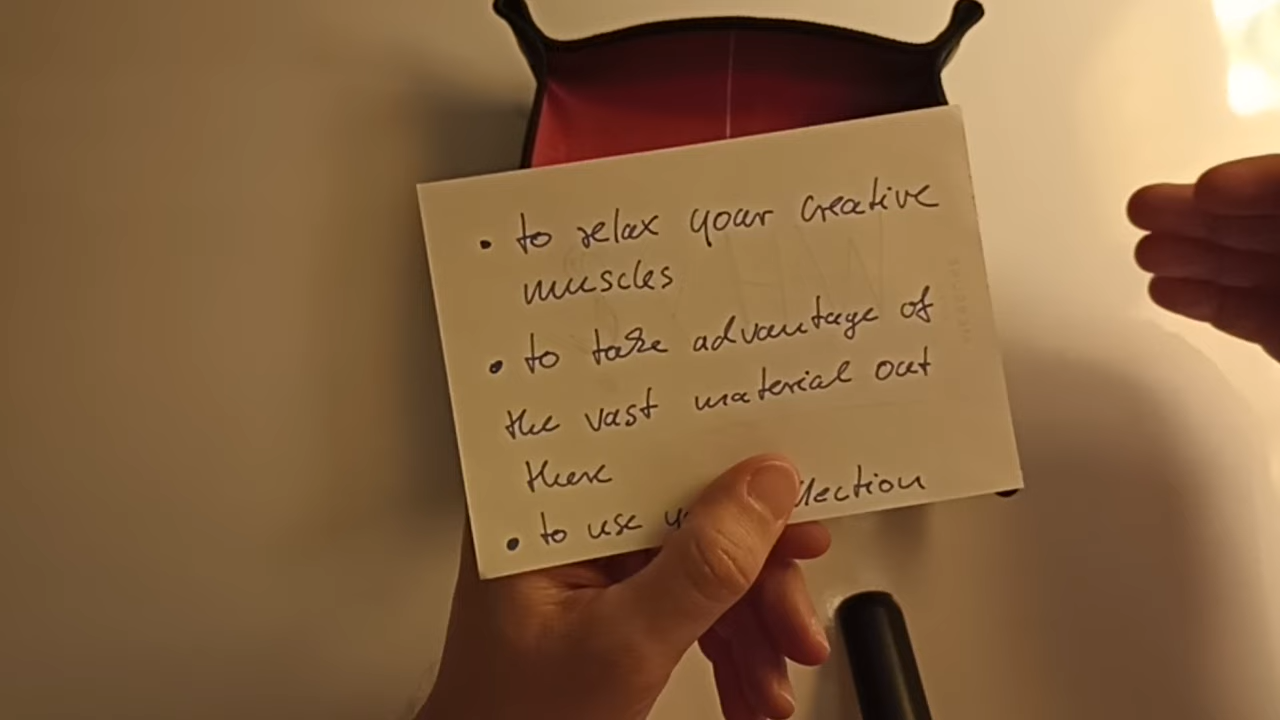 • to relax your creative
muscles
• to take advantage of
the vast material out
there
• to use